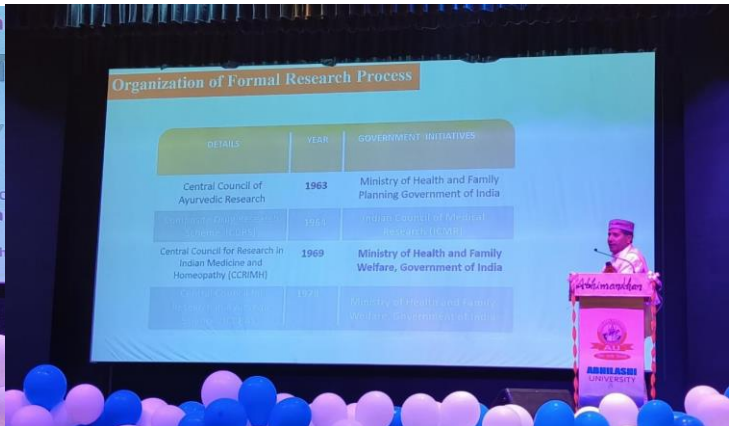 Organization of Formal Research Process
DETAILS YEAR GOVERNMENT INITIATIVES
Central Council of
Ayurvedic Research
1963
Ministry of Health and Family
Planning Government of India
1964
Indian Council of Medical
Research (ICMR)
Central Council for Research in
Indian Medicine and
Homeopathy (CCRIMH)
1969
Ministry of Health and Family
Welfare, Government of India
Ministry of Health and Family
Welfare, Government of India
Abhinandan
AU
ABHILASHI
UNIVERSITY